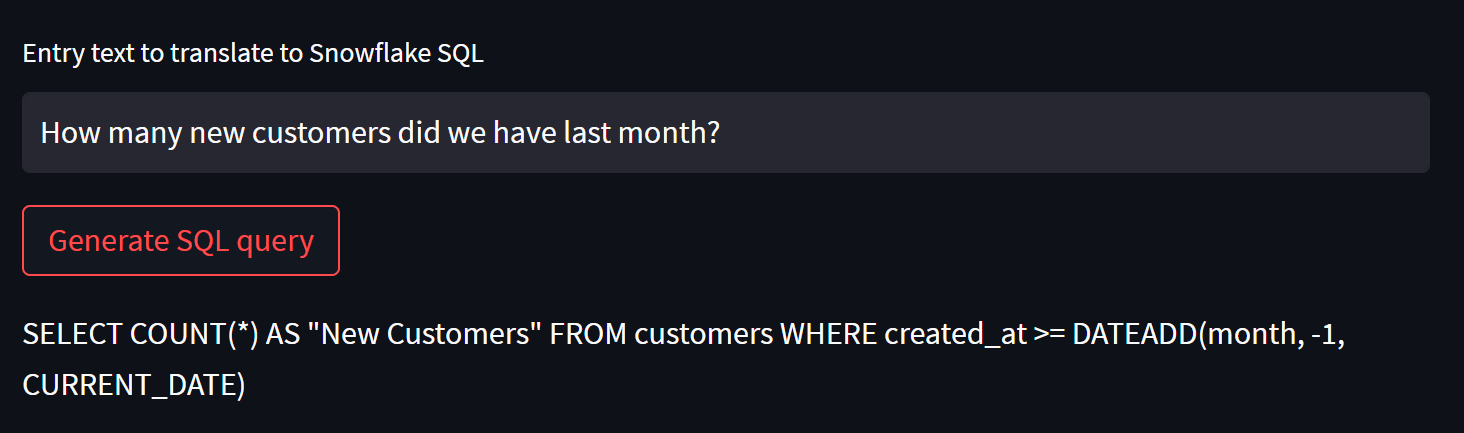 Entry text to translate to Snowflake SQL
How many new customers did we have last month?
Generate SQL query
SELECT COUNT(*) AS "New Customers" FROM customers WHERE created_at >= DATEADD(month, -1,
CURRENT_DATE)